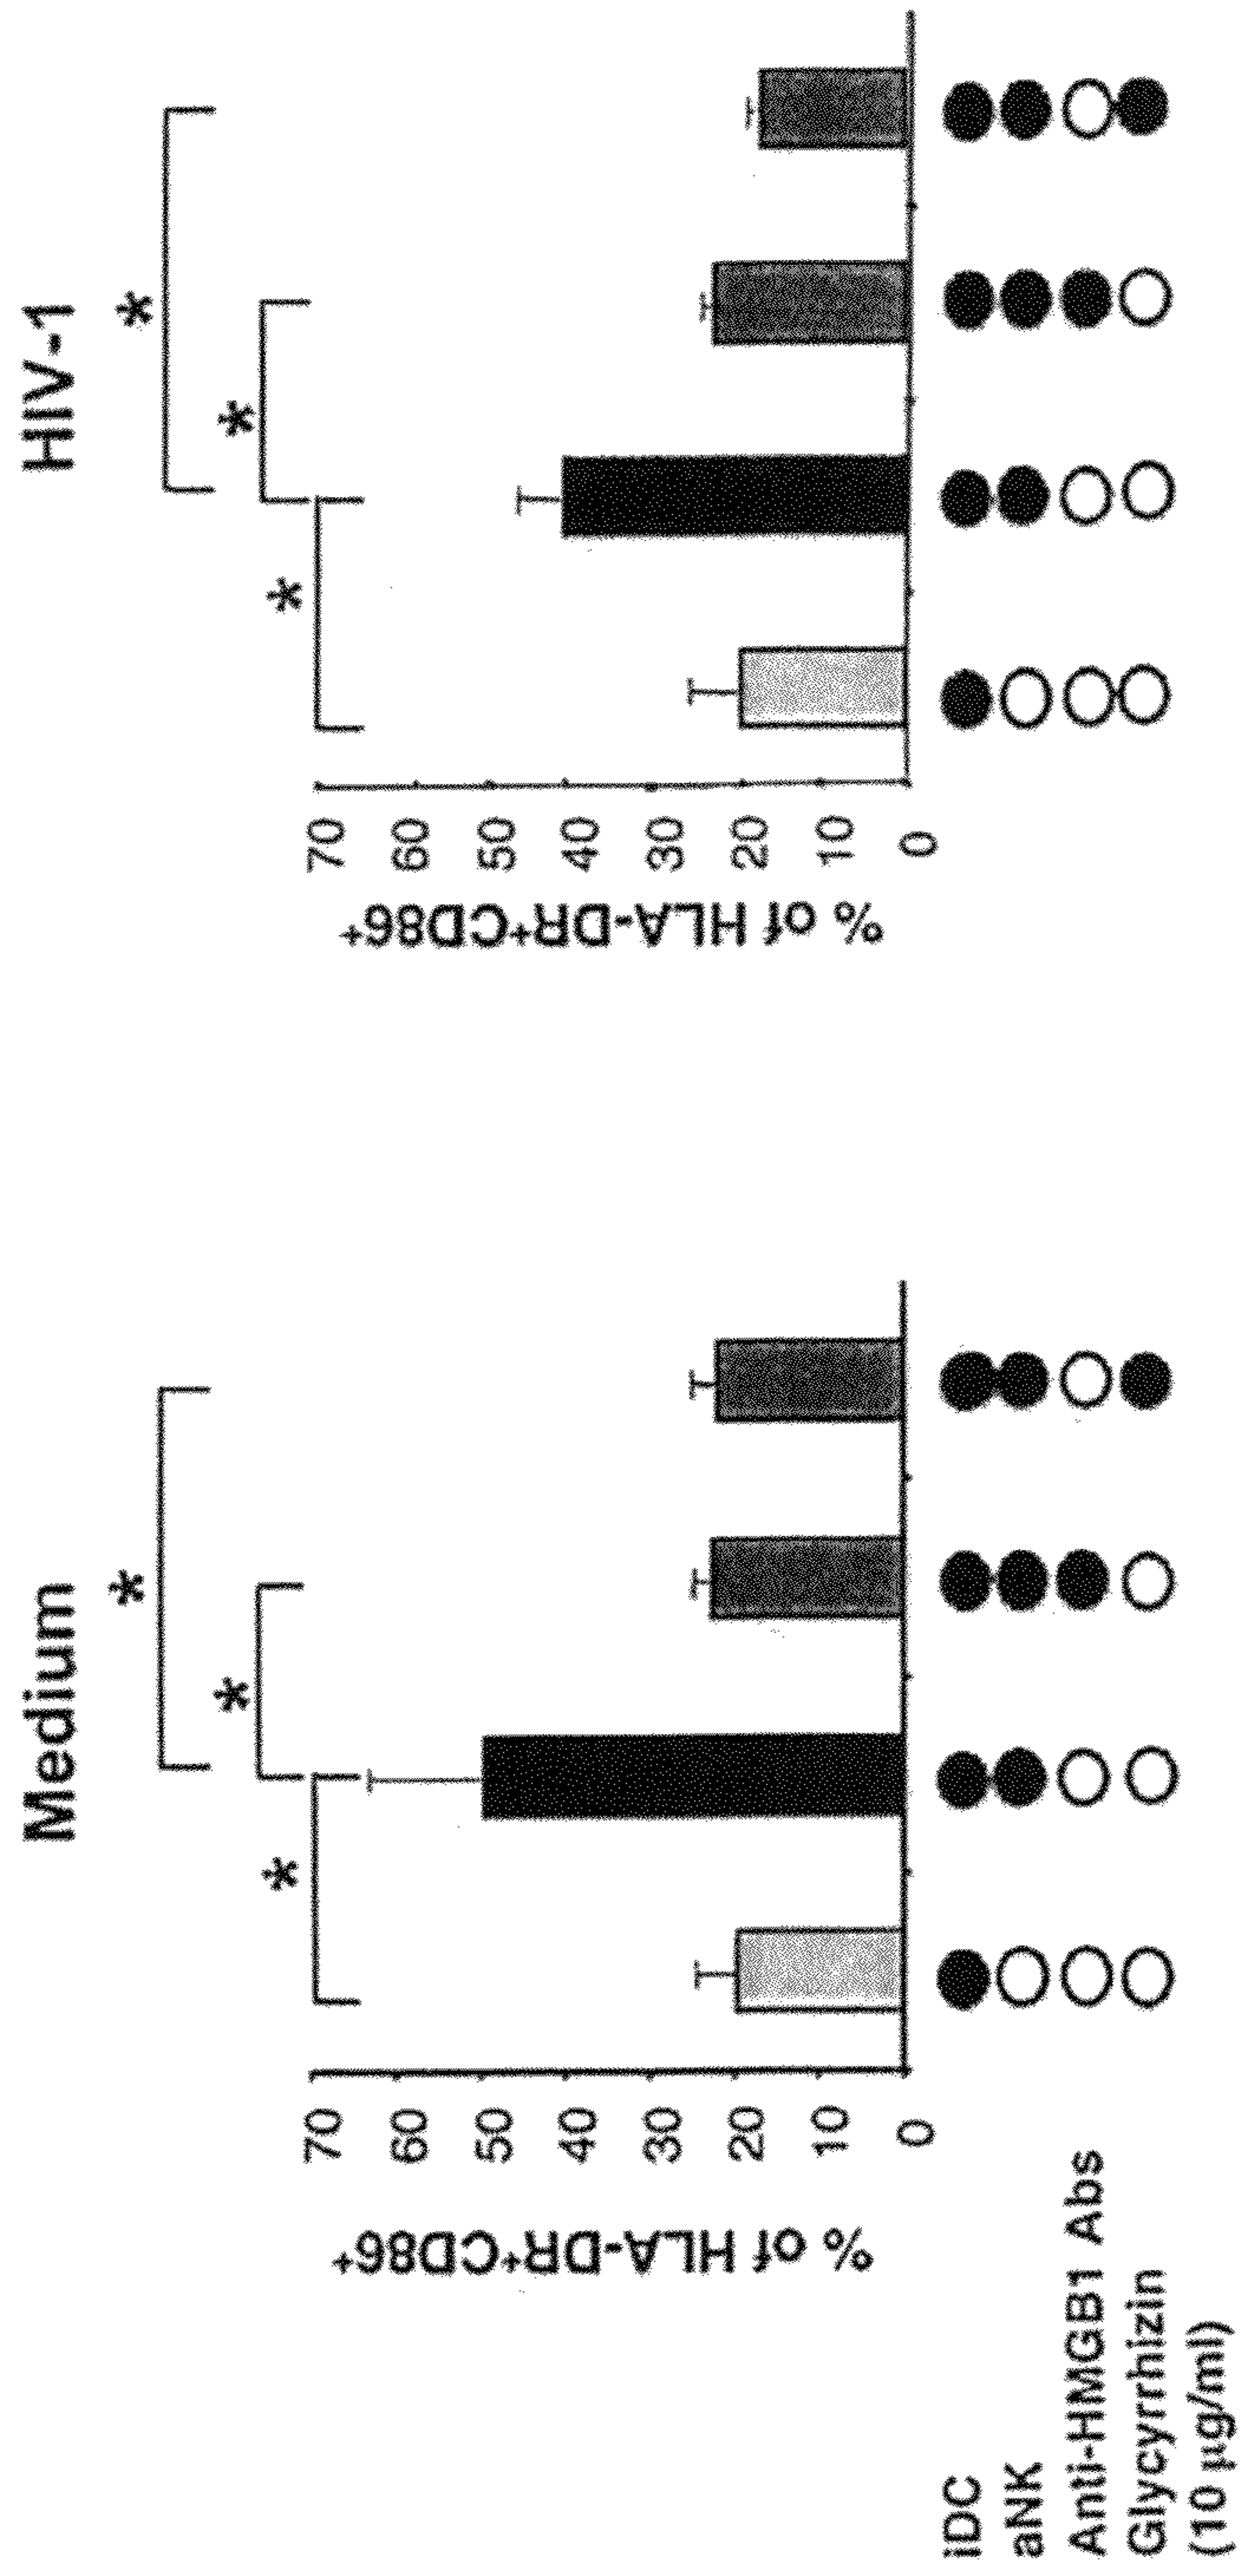 Medium
*
*
*
% of HLA-DR+CD86+
70
60
50
40
30
20
10
0
iDC
aNK
Anti-HMGB1 Abs
Glycyrrhizin
(10 µg/ml)
HIV-1
*
*
*
% of HLA-DR+CD86+
70
60
50
40
30
20
10
0